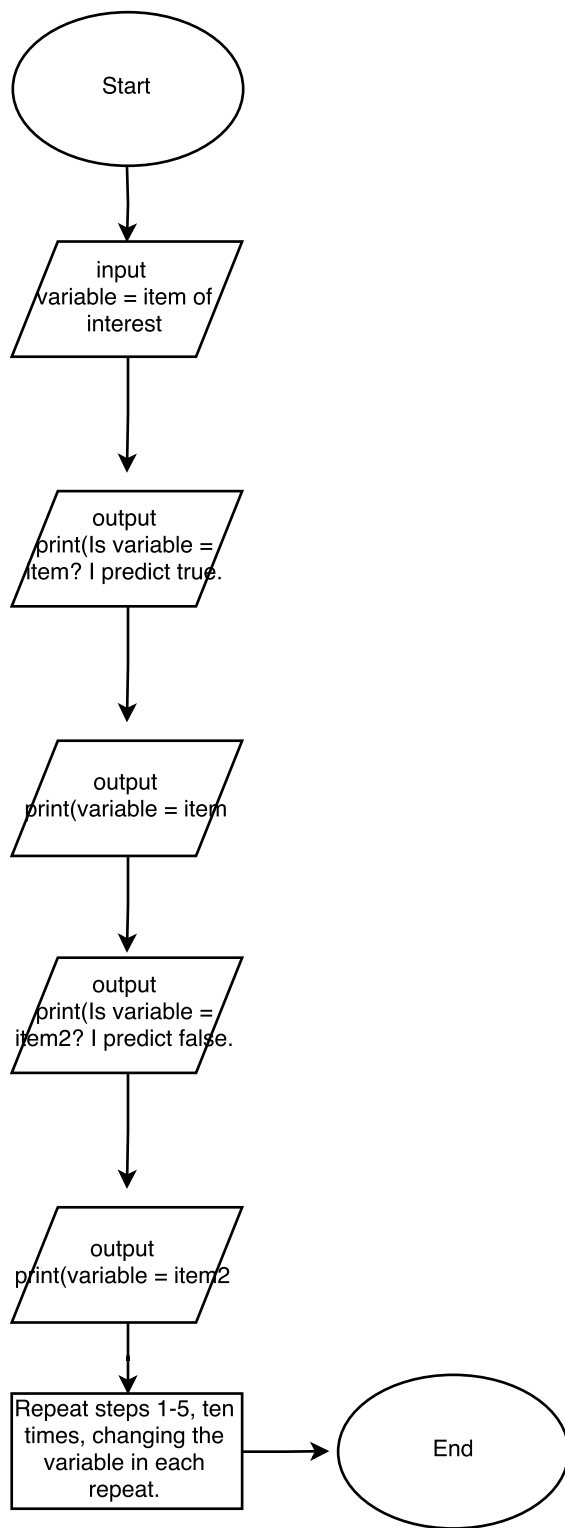 Start
input
variable = item of
interest
output
print(Is variable =
item? I predict true.
output
print(variable = item
output
print(Is variable =
item2? I predict false.
output
print(variable = item2
Repeat steps 1-5, ten
times, changing the
variable in each
repeat.
End